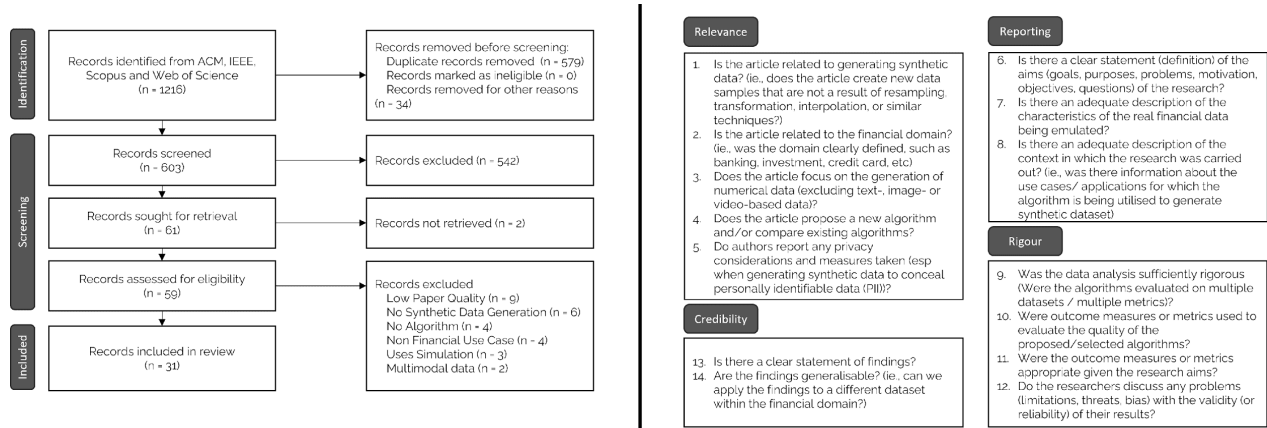 Identification
Records identified from ACM, IEEE,
Scopus and Web of Science
(n = 1216)
Records removed before screening:
Duplicate records removed (n = 579)
Records marked as ineligible (n = 0)
Records removed for other reasons
(n - 34)
Screening
Records screened
(n - 603)
Records excluded (n - 542)
Records sought for retrieval
(n - 61)
Records not retrieved (n - 2)
Records assessed for eligibility
(n - 59)
Records excluded
Low Paper Quality (n - 9)
No Synthetic Data Generation (n - 6)
No Algorithm (n = 4)
Non Financial Use Case (n - 4)
Uses Simulation (n - 3)
Multimodal data (n = 2)
Included
Records included in review
(n = 31)
Relevance
1. Is the article related to generating synthetic
data? (ie., does the article create new data
samples that are not a result of resampling,
transformation, interpolation, or similar
techniques?)
2. Is the article related to the financial domain?
(ie., was the domain clearly defined, such as
banking, investment, credit card, etc)
3. Does the article focus on the generation of
numerical data (excluding text-, image- or
video-based data)?
4. Does the article propose a new algorithm
and/or compare existing algorithms?
5. Do authors report any privacy
considerations and measures taken (esp
when generating synthetic data to conceal
personally identifiable data (PII))?
Credibility
13. Is there a clear statement of findings?
14. Are the findings generalisable? (ie., can we
apply the findings to a different dataset
within the financial domain?)
Reporting
6. Is there a clear statement (definition) of the
aims (goals, purposes, problems, motivation,
objectives, questions) of the research?
7. Is there an adequate description of the
characteristics of the real financial data
being emulated?
8. Is there an adequate description of the
context in which the research was carried
out? (ie., was there information about the
use cases/ applications for which the
algorithm is being utilised to generate
synthetic dataset)
Rigour
9. Was the data analysis sufficiently rigorous
(Were the algorithms evaluated on multiple
datasets / multiple metrics)?
10. Were outcome measures or metrics used to
evaluate the quality of the
proposed/selected algorithms?
11. Were the outcome measures or metrics
appropriate given the research aims?
12. Do the researchers discuss any problems
(limitations, threats, bias) with the validity (or
reliability) of their results?